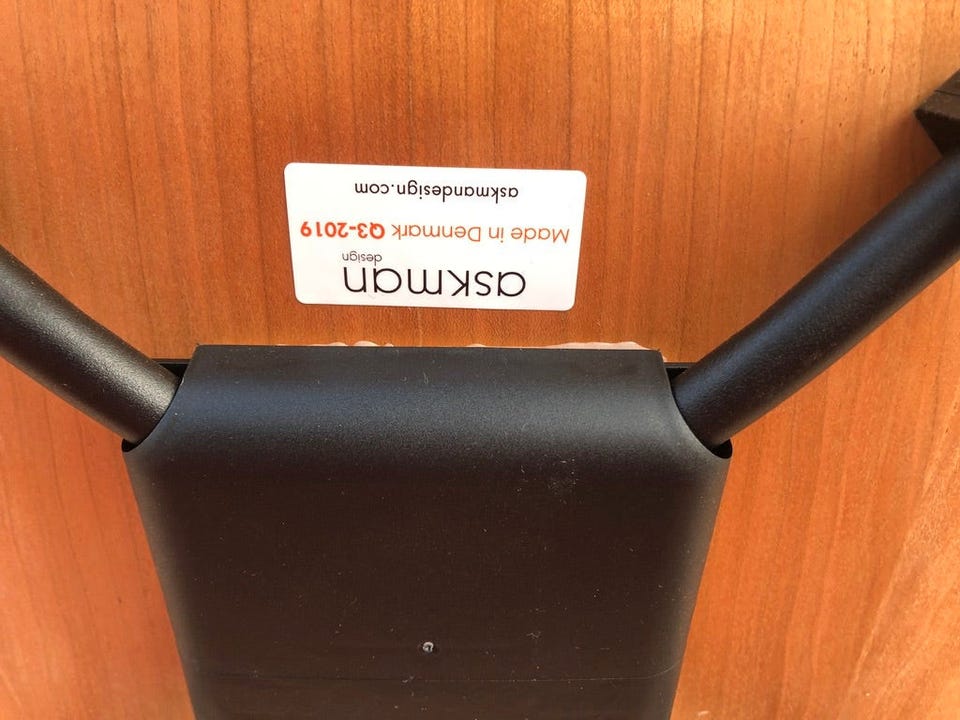 askman
design
Made in Denmark Q3-2019
askmandesign.com